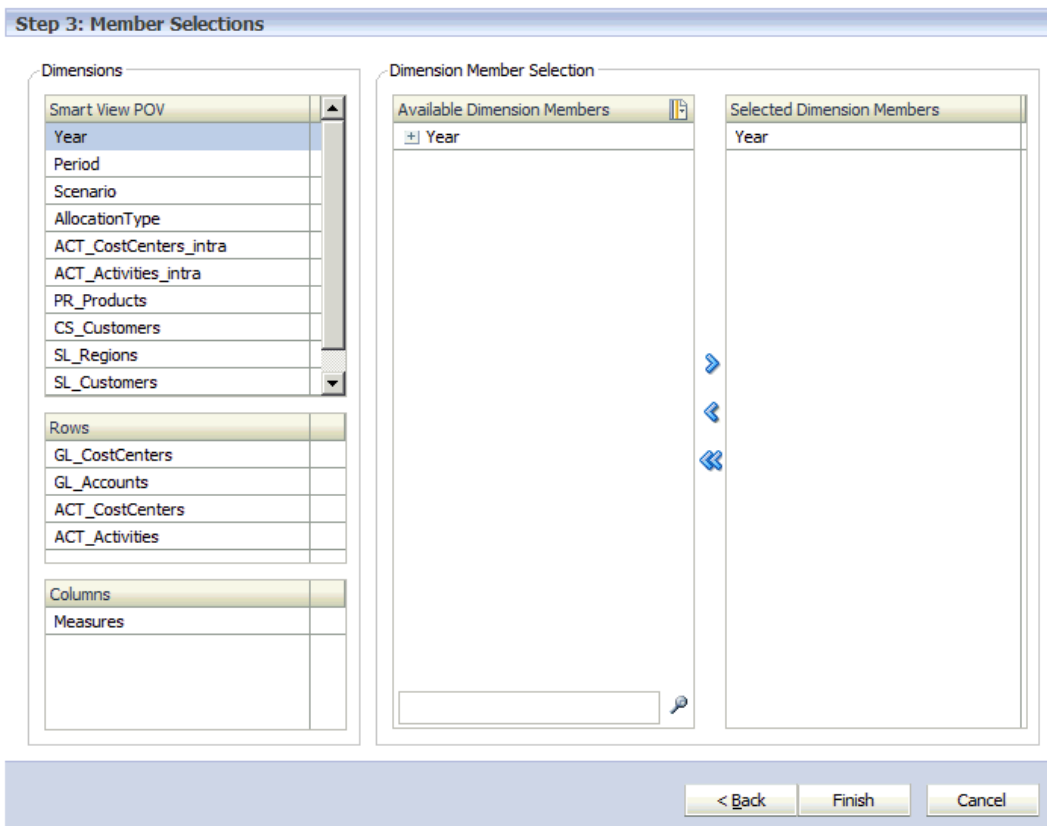 Step 3: Member Selections
Dimensions
Smart View POV
Year
Period
Scenario
AllocationType
ACT_CostCenters_intra
ACT_Activities_intra
PR_Products
CS_Customers
SL_Regions
SL_Customers
Rows
GL_CostCenters
GL_Accounts
ACT_CostCenters
ACT_Activities
Columns
Measures
Dimension Member Selection
Available Dimension Members
Year
Selected Dimension Members
Year
< Back
Finish
Cancel